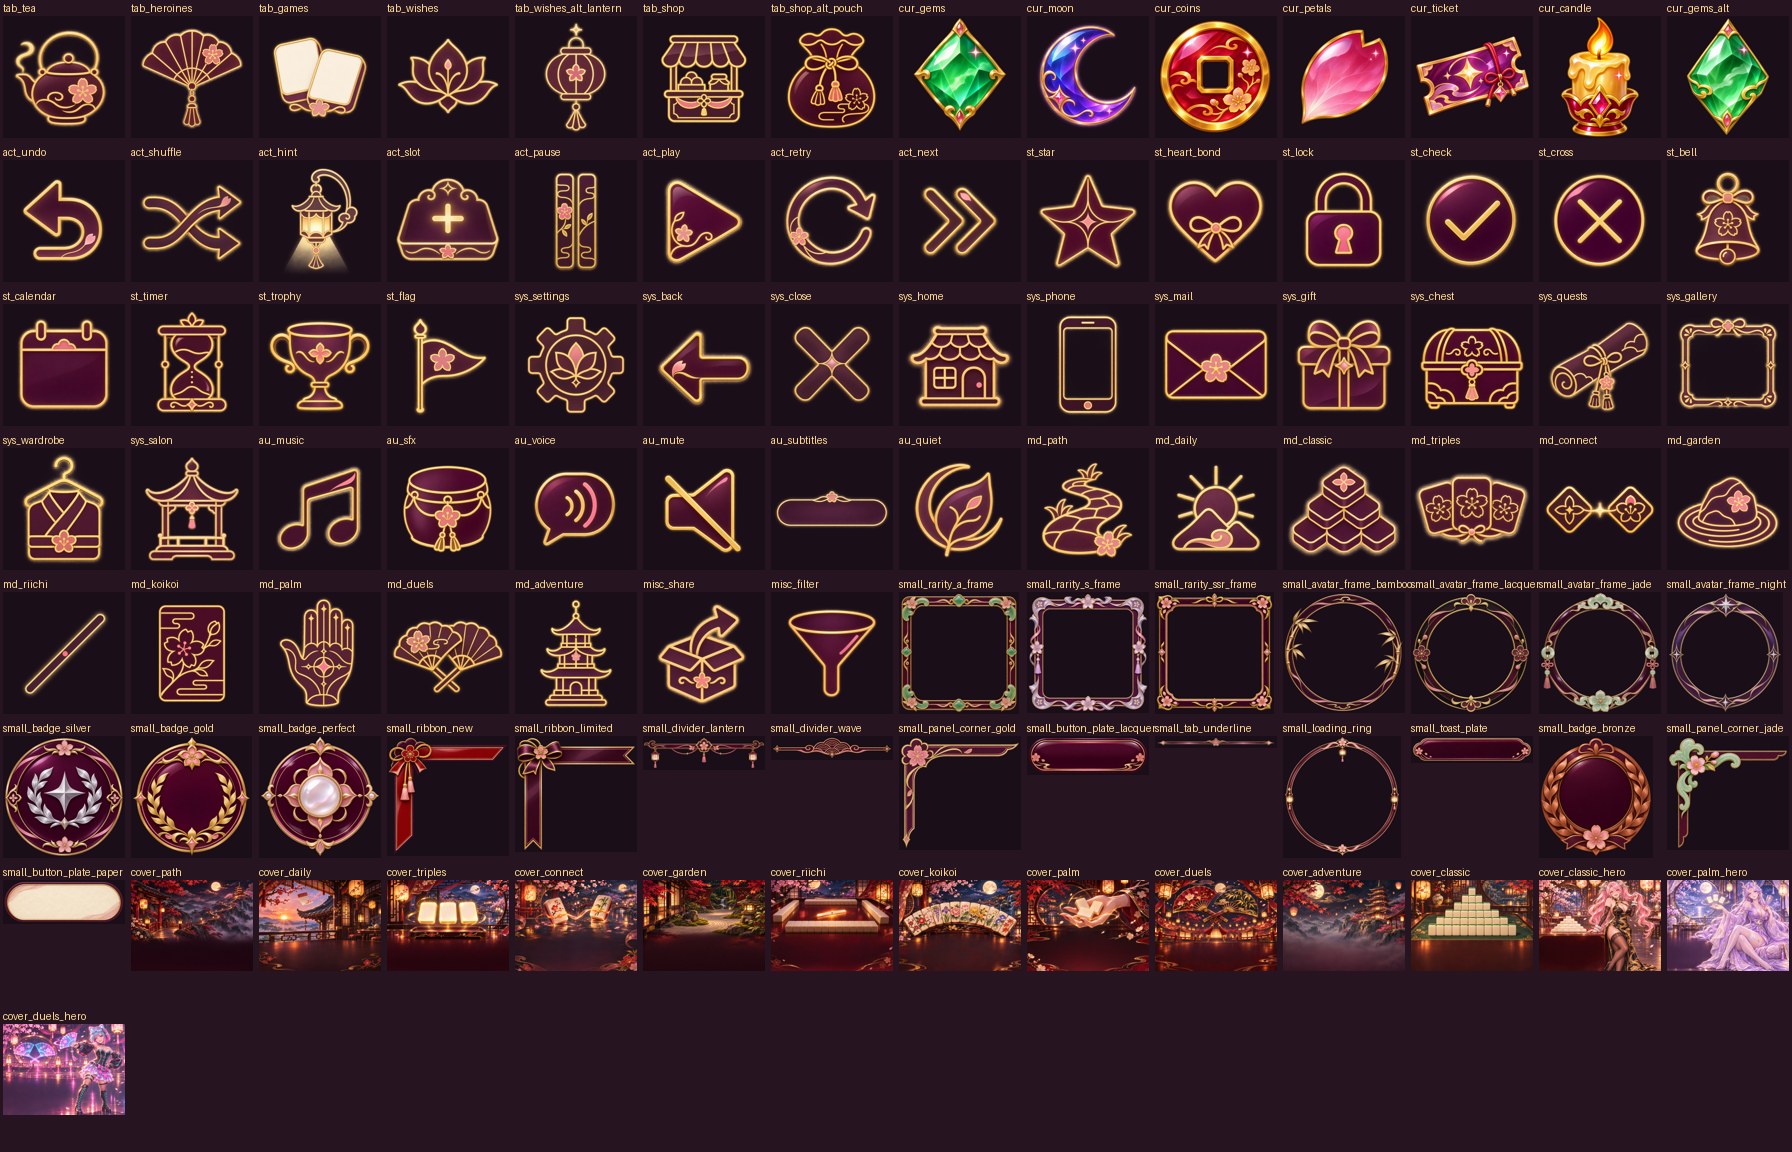 tab_tea tab_heroines tab_games tab_wishes tab_wishes_alt_lantern tab_shop tab_shop_alt_pouch cur_gems cur_moon cur_coins cur_petals cur_ticket cur_candle cur_gems_alt
act_undo act_shuffle act_hint act_slot act_pause act_play act_retry act_next st_star st_heart_bond st_lock st_check st_cross st_bell
st_calendar st_timer st_trophy st_flag sys_settings sys_back sys_close sys_home sys_phone sys_mail sys_gift sys_chest sys_quests sys_gallery
sys_wardrobe sys_salon au_music au_sfx au_voice au_mute au_subtitles au_quiet md_path md_daily md_classic md_triples md_connect md_garden
md_riichi md_koikoi md_palm md_duels md_adventure misc_share misc_filter small_rarity_a_frame small_rarity_s_frame small_rarity_ssr_frame small_avatar_frame_bamboo small_avatar_frame_lacquer small_avatar_frame_jade small_avatar_frame_night
small_badge_silver small_badge_gold small_badge_perfect small_ribbon_new small_ribbon_limited small_divider_lantern small_divider_wave small_panel_corner_gold small_button_plate_lacquer small_tab_underline small_loading_ring small_toast_plate small_badge_bronze small_panel_corner_jade
small_button_plate_paper cover_path cover_daily cover_triples cover_connect cover_garden cover_riichi cover_koikoi cover_palm cover_duels cover_adventure cover_classic cover_classic_hero cover_palm_hero
cover_duels_hero